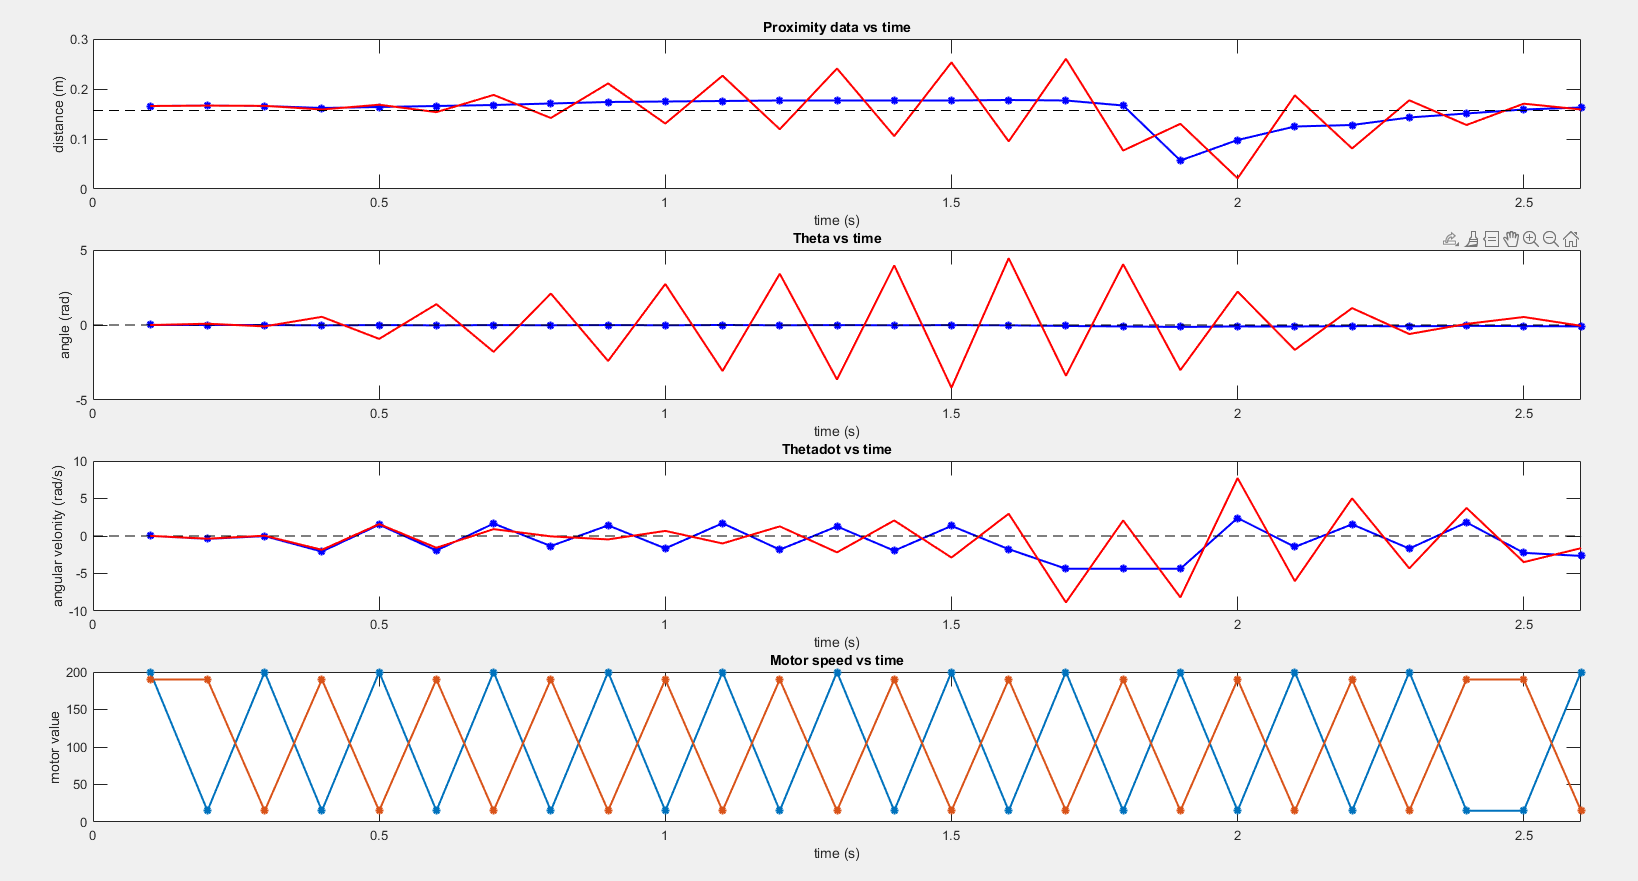 Proximity data vs time
0.3
0.2
0.1
0
distance (m)
0 0.5 1 1.5 2 2.5
time (s)
Theta vs time
5
0
-5
angle (rad)
0 0.5 1 1.5 2 2.5
time (s)
Thetadot vs time
10
5
0
-5
-10
angular velonity (rad/s)
0 0.5 1 1.5 2 2.5
time (s)
Motor speed vs time
200
150
100
50
0
motor value
0 0.5 1 1.5 2 2.5
time (s)